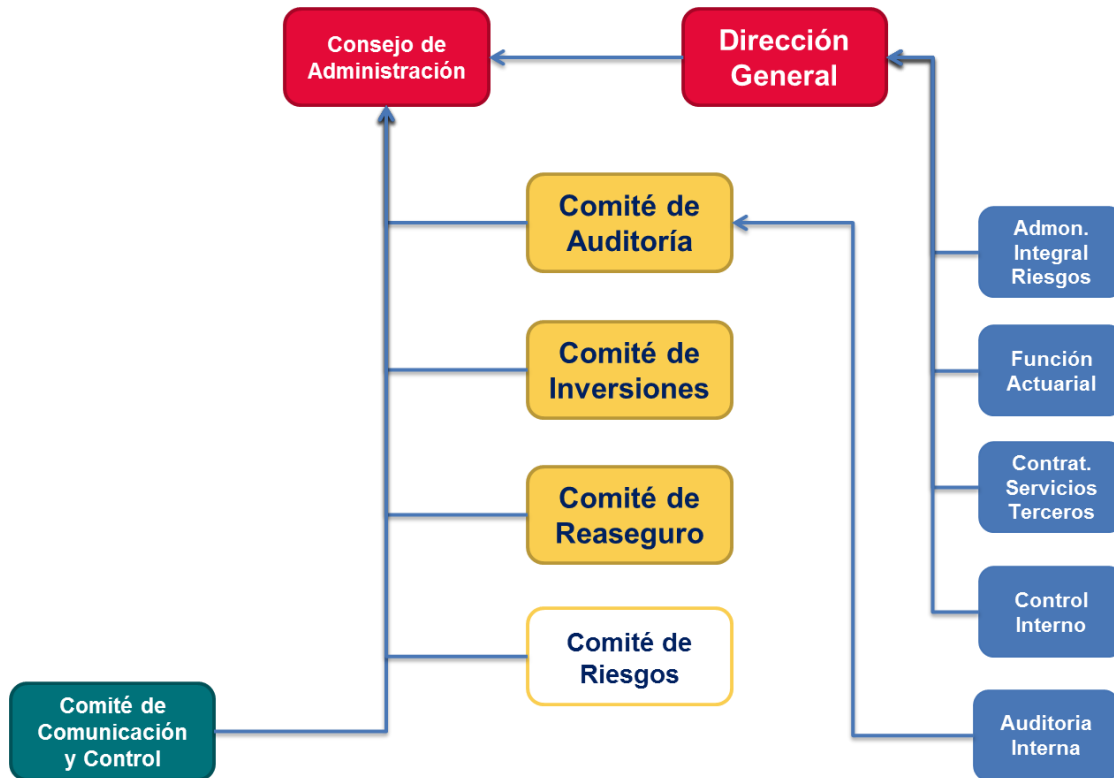 Consejo de
Administración
Dirección
General
Comité de
Auditoría
Comité de
Inversiones
Comité de
Reaseguro
Comité de
Riesgos
Comité de
Comunicación
y Control
Admon.
Integral
Riesgos
Función
Actuarial
Contrat.
Servicios
Terceros
Control
Interno
Auditoria
Interna